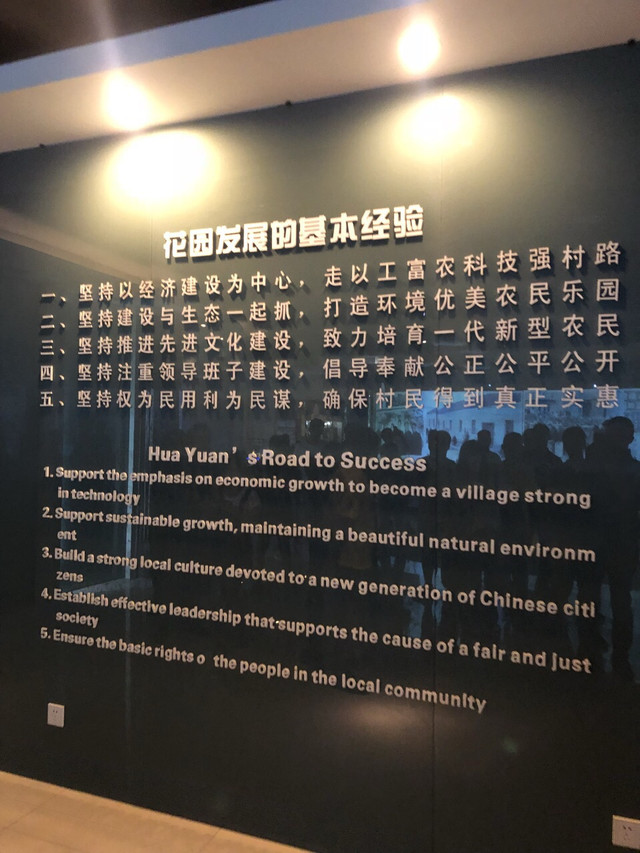 花园发展的基本经验
一、坚持以经济建设为中心，走以工富农科技强村路
二、坚持建设与生态一起抓，打造环境优美农民乐园
三、坚持推进先进文化建设，致力培育一代新型农民
四、坚持注重领导班子建设，倡导奉献公正公平公开
五、坚持权为民用利为民谋，确保村民得到真正实惠
Hua Yuan’s Road to Success
1. Support the emphasis on economic growth to become a village strong
in technology
2. Support sustainable growth, maintaining a beautiful natural environm
ent
3. Build a strong local culture devoted to a new generation of Chinese citi
zens
4. Establish effective leadership that supports the cause of a fair and just
society
5. Ensure the basic rights o the people in the local community